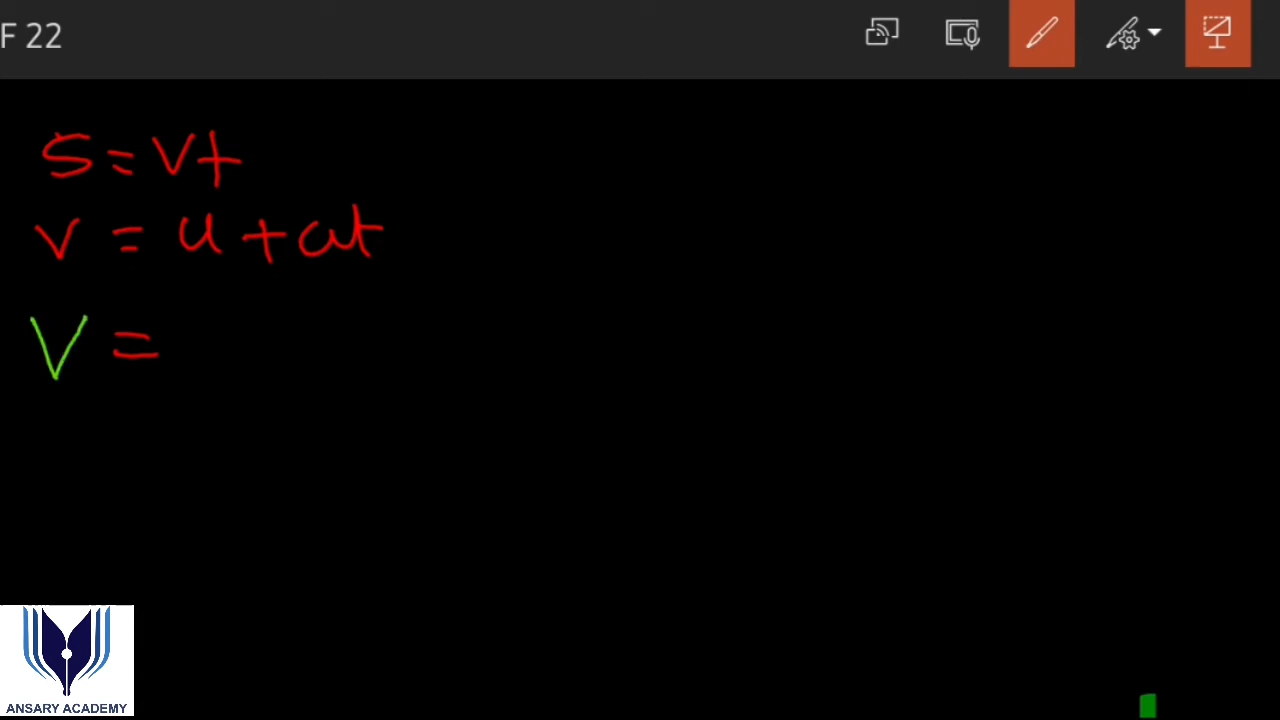 F 22
S = vt
v = u + at
V =
ANSARY ACADEMY